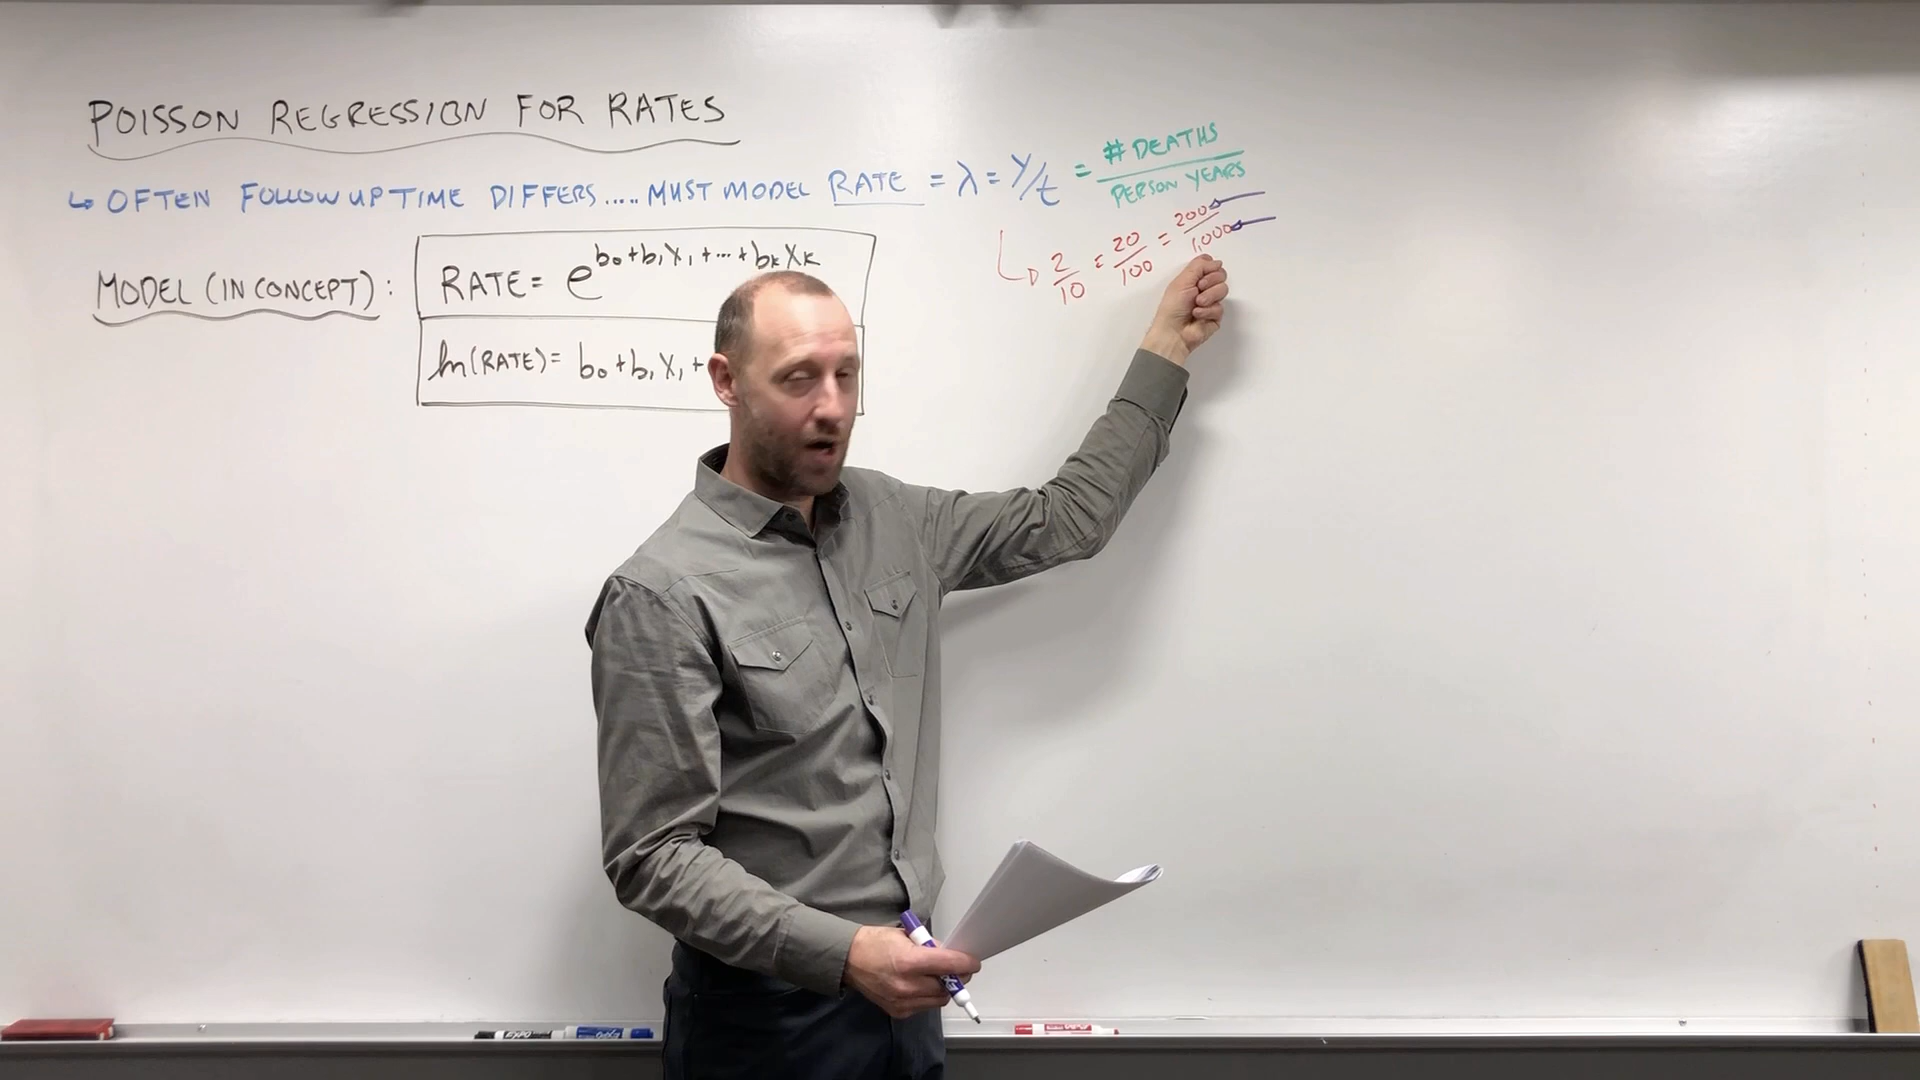 POISSON REGRESSION FOR RATES
↳ OFTEN FOLLOW UP TIME DIFFERS..... MUST MODEL RATE = λ = Y/t = # DEATHS / PERSON YEARS
2/10 = 20/100 = 200/1,000
MODEL (IN CONCEPT): RATE = e^{b₀+b₁X₁+...+bₖXₖ}
ln(RATE) = b₀+b₁X₁+
EXPO